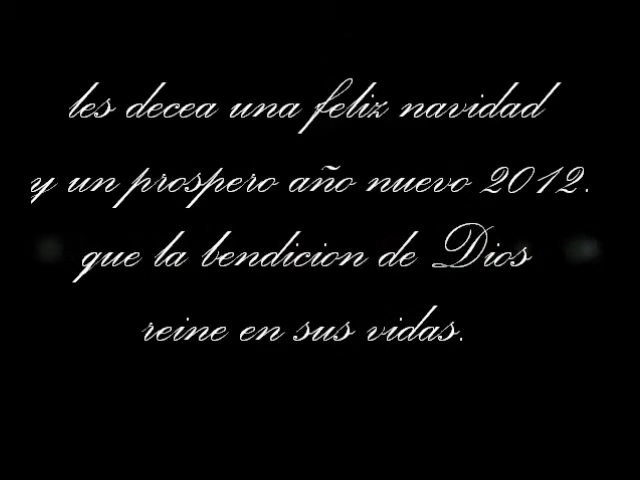 les decea una feliz navidad
y un prospero año nuevo 2012.
que la bendicion de Dios
reine en sus vidas.